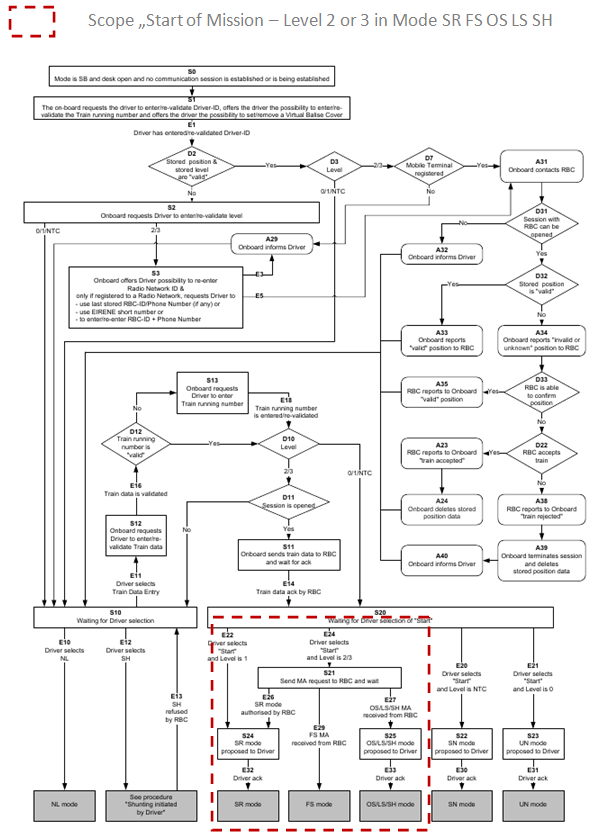 Scope „Start of Mission – Level 2 or 3 in Mode SR FS OS LS SH
S0
Mode is SB and desk open and no communication session is established or is being established
S1
The on-board requests the driver to enter/re-validate Driver-ID, offers the driver the possibility to enter/re-
validate the Train running number and offers the driver the possibility to set/remove a Virtual Balise Cover
E1
Driver has entered/re-validated Driver-ID
D2
Stored position &
stored level
are "valid"
Yes
No
D3
Level
2/3
0/1/NTC
D7
Mobile Terminal
registered
Yes
No
A31
Onboard contacts RBC
S2
Onboard requests Driver to enter/re-validate level
0/1/NTC
2/3
A29
Onboard informs Driver
D31
Session with
RBC can be
opened
No
Yes
A32
Onboard informs Driver
S3
Onboard offers Driver possibility to re-enter
Radio Network ID &
only if registered to a Radio Network, requests Driver to
- use last stored RBC-ID/Phone Number (if any) or
- use EIRENE short number or
- to enter/re-enter RBC-ID + Phone Number
E3
E5
D32
Stored position
is "valid"
Yes
No
A33
Onboard reports
"valid" position to RBC
A34
Onboard reports "invalid or
unknown" position to RBC
S13
Onboard requests
Driver to enter
Train running number
E18
Train running number
is entered/re-validated
A35
RBC reports to Onboard
"valid" position
D33
RBC is able
to confirm
position
Yes
No
D12
Train running
number is
"valid"
No
Yes
D10
Level
2/3
0/1/NTC
A23
RBC reports to Onboard
"train accepted"
D22
RBC accepts
train
Yes
No
E16
Train data is validated
D11
Session is opened
No
Yes
A24
Onboard deletes stored
position data
A38
RBC reports to Onboard
"train rejected"
S12
Onboard requests
Driver to enter/re-
validate Train data
S11
Onboard sends train data to RBC
and wait for ack
A40
Onboard informs Driver
A39
Onboard terminates session
and deletes
stored position data
E11
Driver selects
Train Data Entry
E14
Train data ack by RBC
S10
Waiting for Driver selection
S20
Waiting for Driver selection of "Start"
E10
Driver selects
NL
E12
Driver selects
SH
E13
SH
refused
by RBC
E22
Driver selects
"Start"
and Level is 1
E24
Driver selects
"Start"
and Level is 2/3
E20
Driver selects
"Start"
and Level is NTC
E21
Driver selects
"Start"
and Level is 0
S21
Send MA request to RBC and wait
E26
SR mode
authorised by RBC
E29
FS MA
received from RBC
E27
OS/LS/SH MA
received from RBC
S24
SR mode
proposed to Driver
S25
OS/LS/SH mode
proposed to Driver
S22
SN mode
proposed to Driver
S23
UN mode
proposed to Driver
E32
Driver ack
E33
Driver ack
E30
Driver ack
E31
Driver ack
NL mode
See procedure
"Shunting initiated
by Driver"
SR mode
FS mode
OS/LS/SH mode
SN mode
UN mode